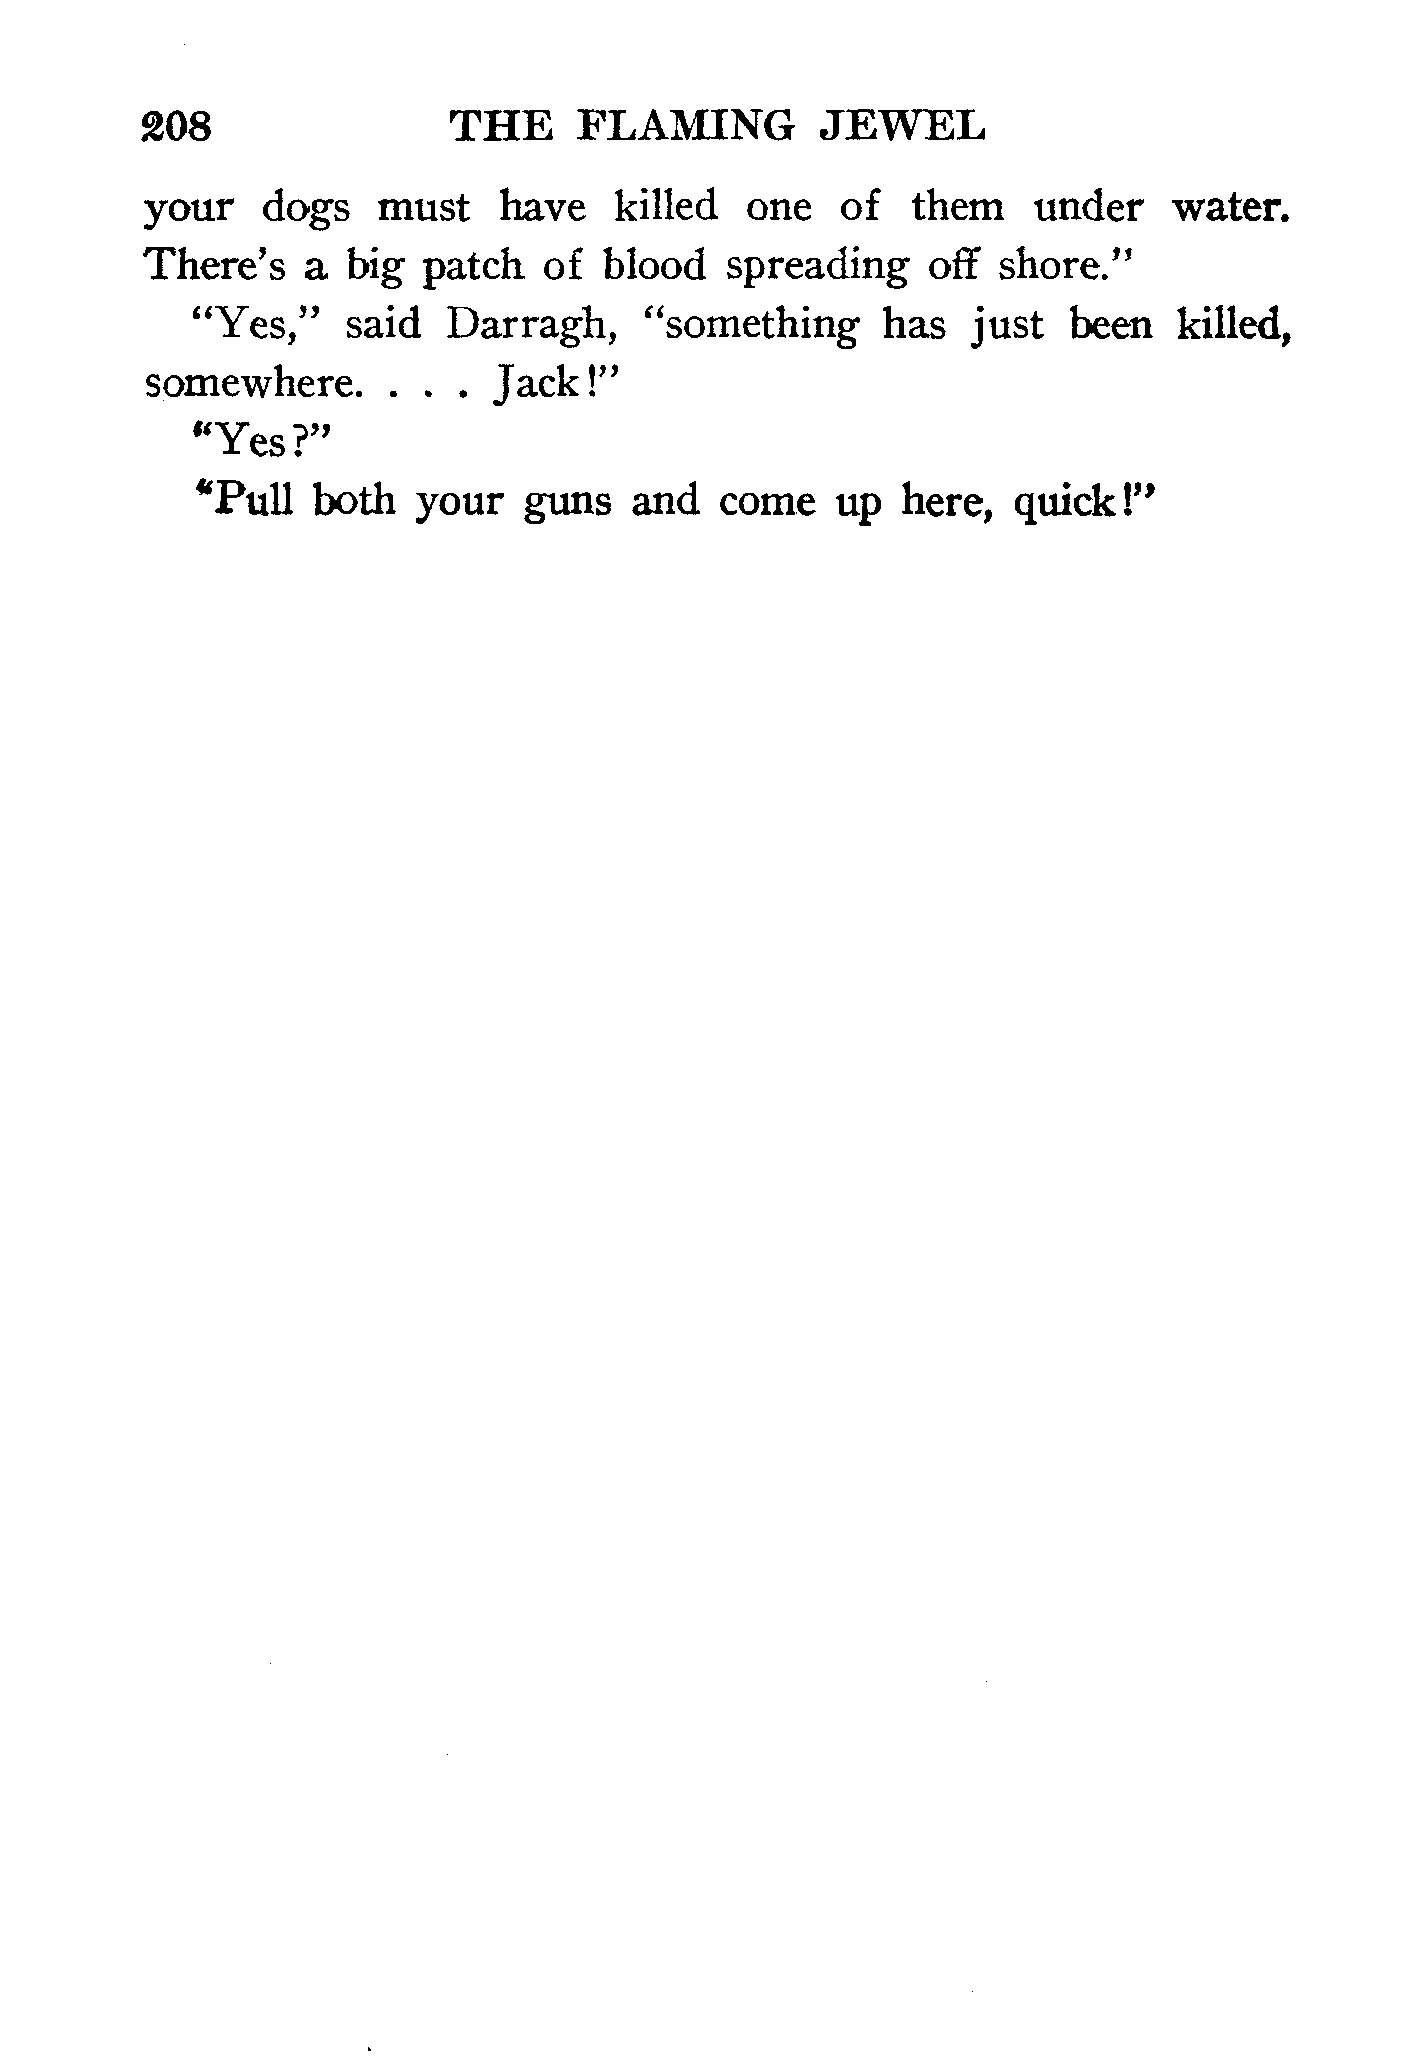 208 THE FLAMING JEWEL
your dogs must have killed one of them under water.
There's a big patch of blood spreading off shore."
"Yes," said Darragh, "something has just been killed,
somewhere. . . . Jack!"
"Yes?"
"Pull both your guns and come up here, quick!"